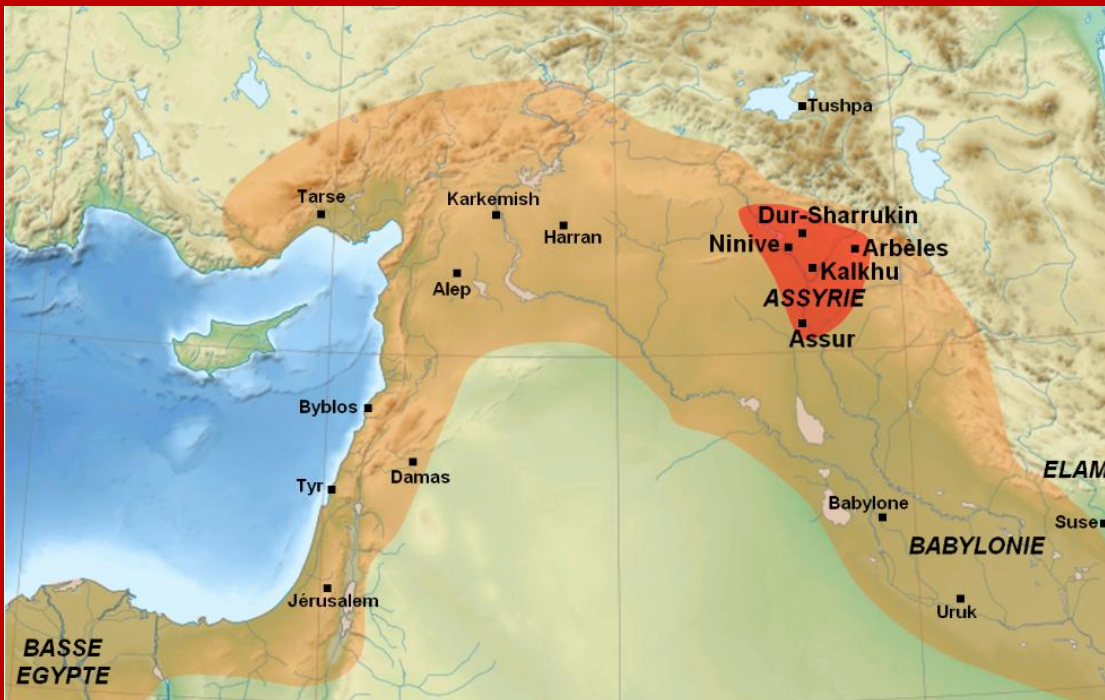 Tushpa
Tarse
Karkemish
Dur-Sharrukin
Harran
Ninive
Arbèles
Kalkhu
Alep
ASSYRIE
Assur
Byblos
Damas
ELAM
Tyr
Babylone
Suse
BABYLONIE
Jérusalem
Uruk
BASSE
EGYPTE